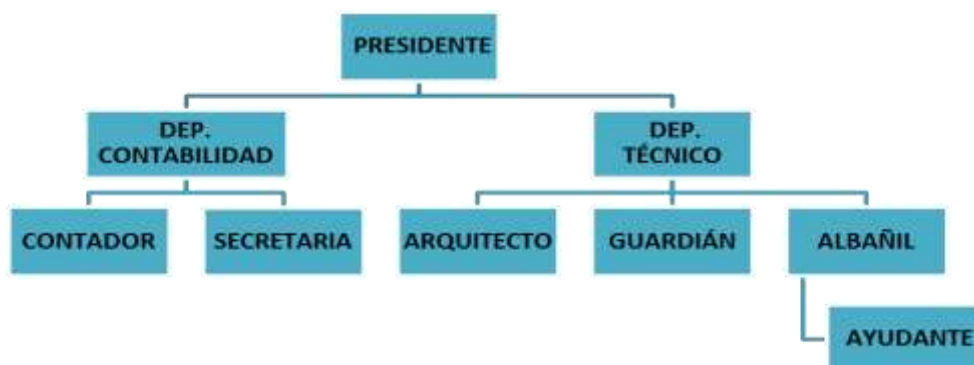 PRESIDENTE
DEP.
CONTABILIDAD
DEP.
TÉCNICO
CONTADOR
SECRETARIA
ARQUITECTO
GUARDIÁN
ALBAÑIL
AYUDANTE